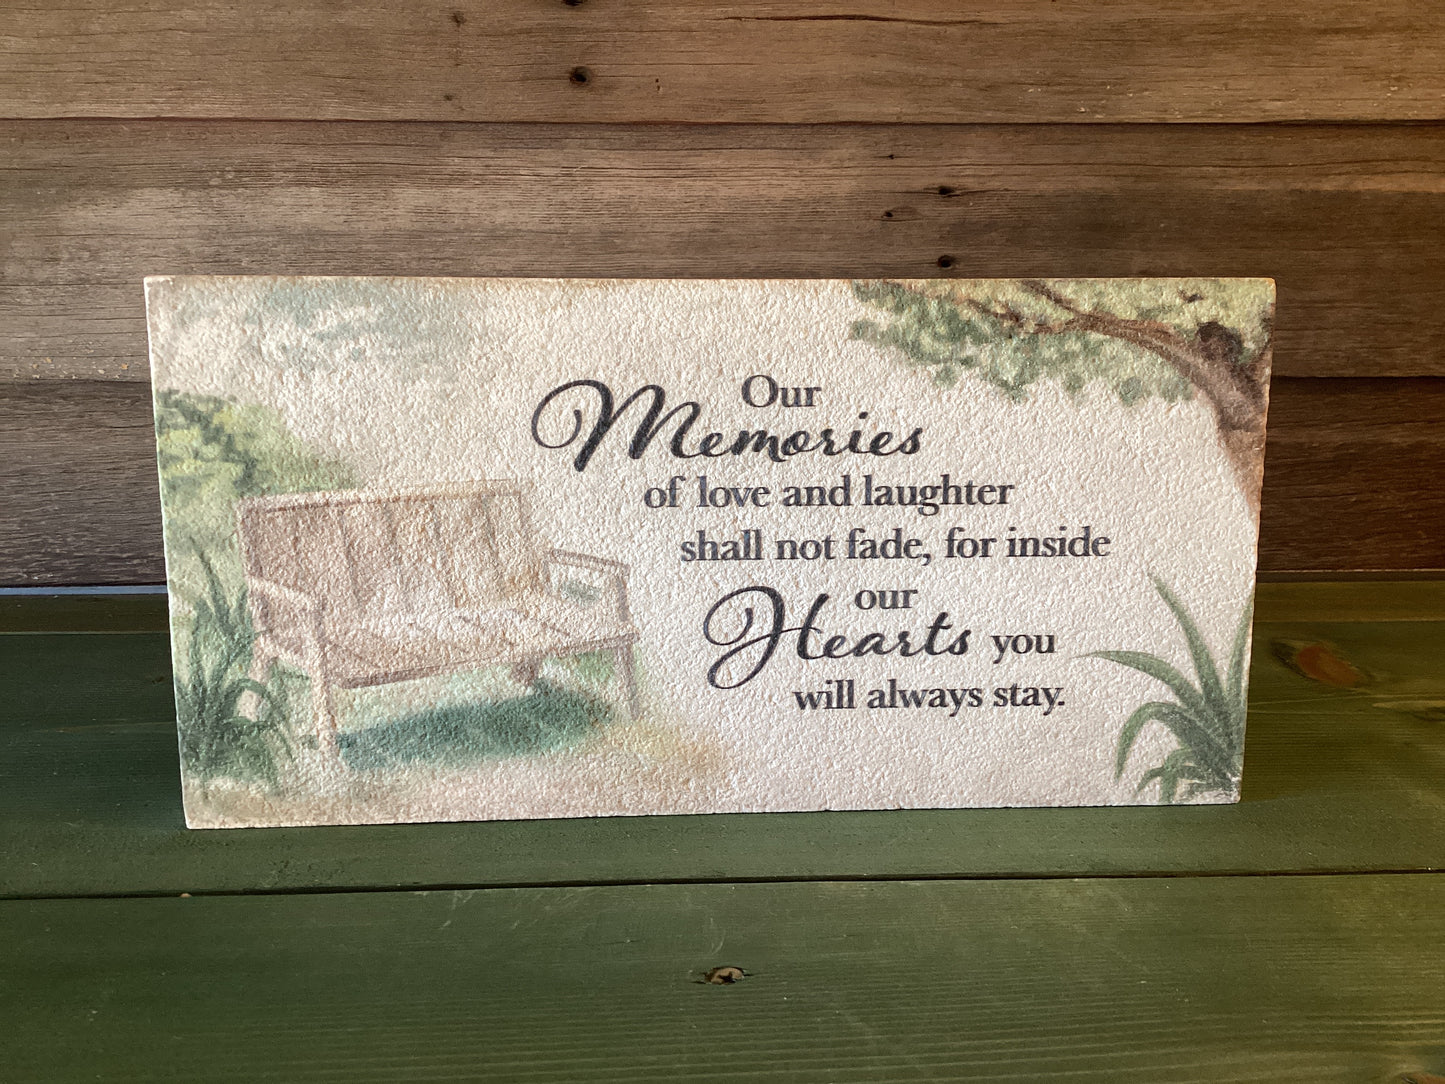 Our
Memories
of love and laughter
shall not fade, for inside
our
Hearts you
will always stay.